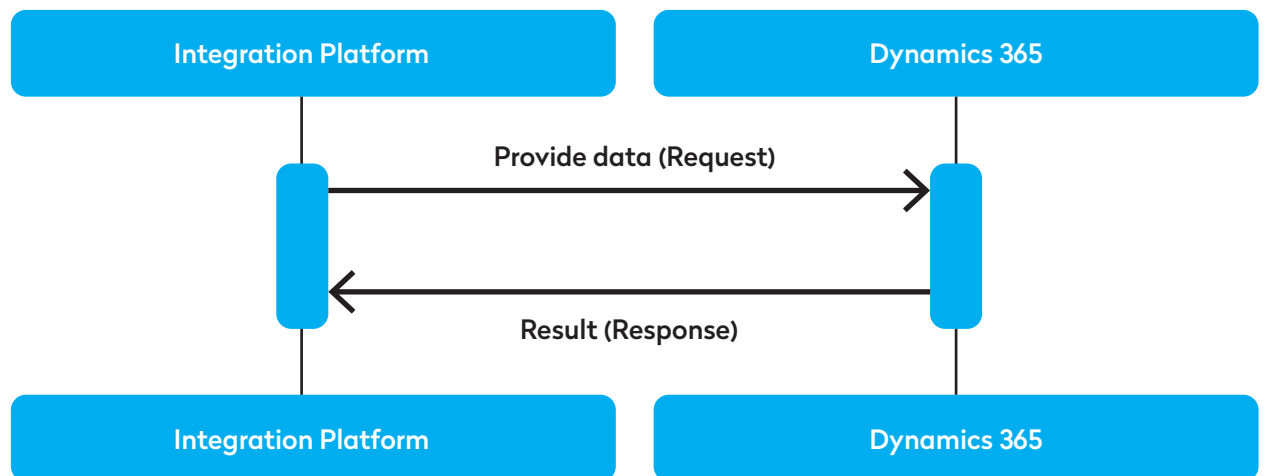 Integration Platform
Dynamics 365
Provide data (Request)
Result (Response)
Integration Platform
Dynamics 365